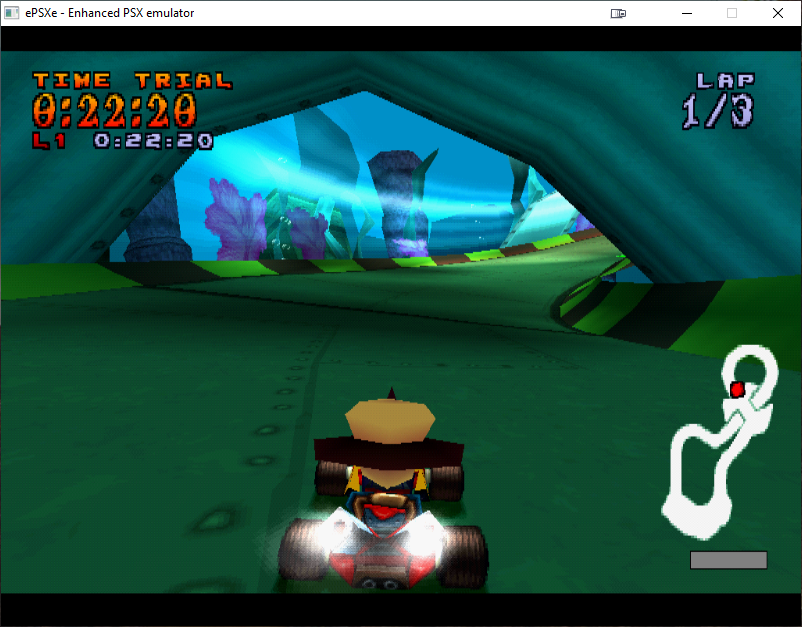 ePSXe - Enhanced PSX emulator
TIME TRIAL
0:22:20
L1 0:22:20
LAP
1/3